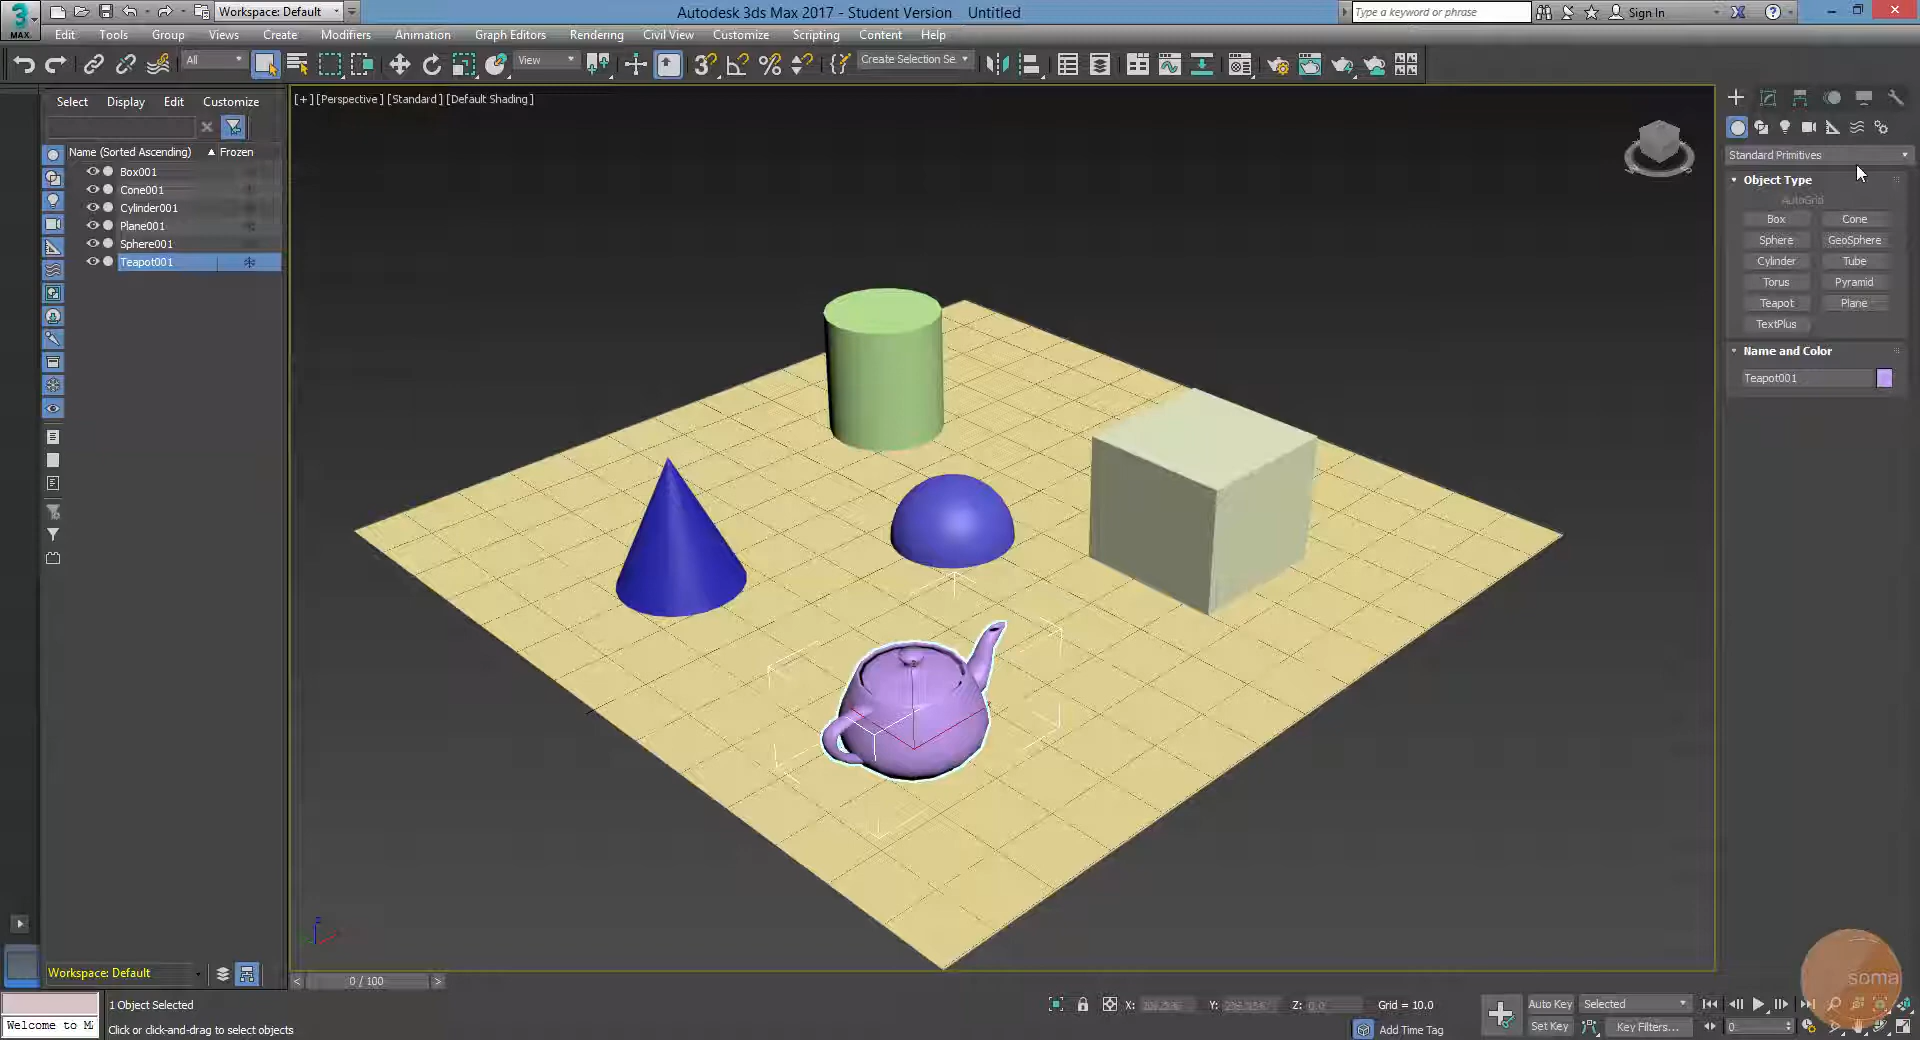 Workspace: Default
Autodesk 3ds Max 2017 - Student Version    Untitled
Type a keyword or phrase
Sign In
MAX
Edit Tools Group Views Create Modifiers Animation Graph Editors Rendering Civil View Customize Scripting Content Help
All
View
Create Selection Se
Select Display Edit Customize
[+] [Perspective] [Standard] [Default Shading]
Name (Sorted Ascending) Frozen
Box001
Cone001
Cylinder001
Plane001
Sphere001
Teapot001
Standard Primitives
Object Type
AutoGrid
Box Cone
Sphere GeoSphere
Cylinder Tube
Torus Pyramid
Teapot Plane
TextPlus
Name and Color
Teapot001
Workspace: Default
0 / 100
soma
1 Object Selected
X: Y: Z: 0.0 Grid = 10.0
Auto Key Selected
Welcome to M
Click or click-and-drag to select objects
Add Time Tag
Set Key Key Filters...
0